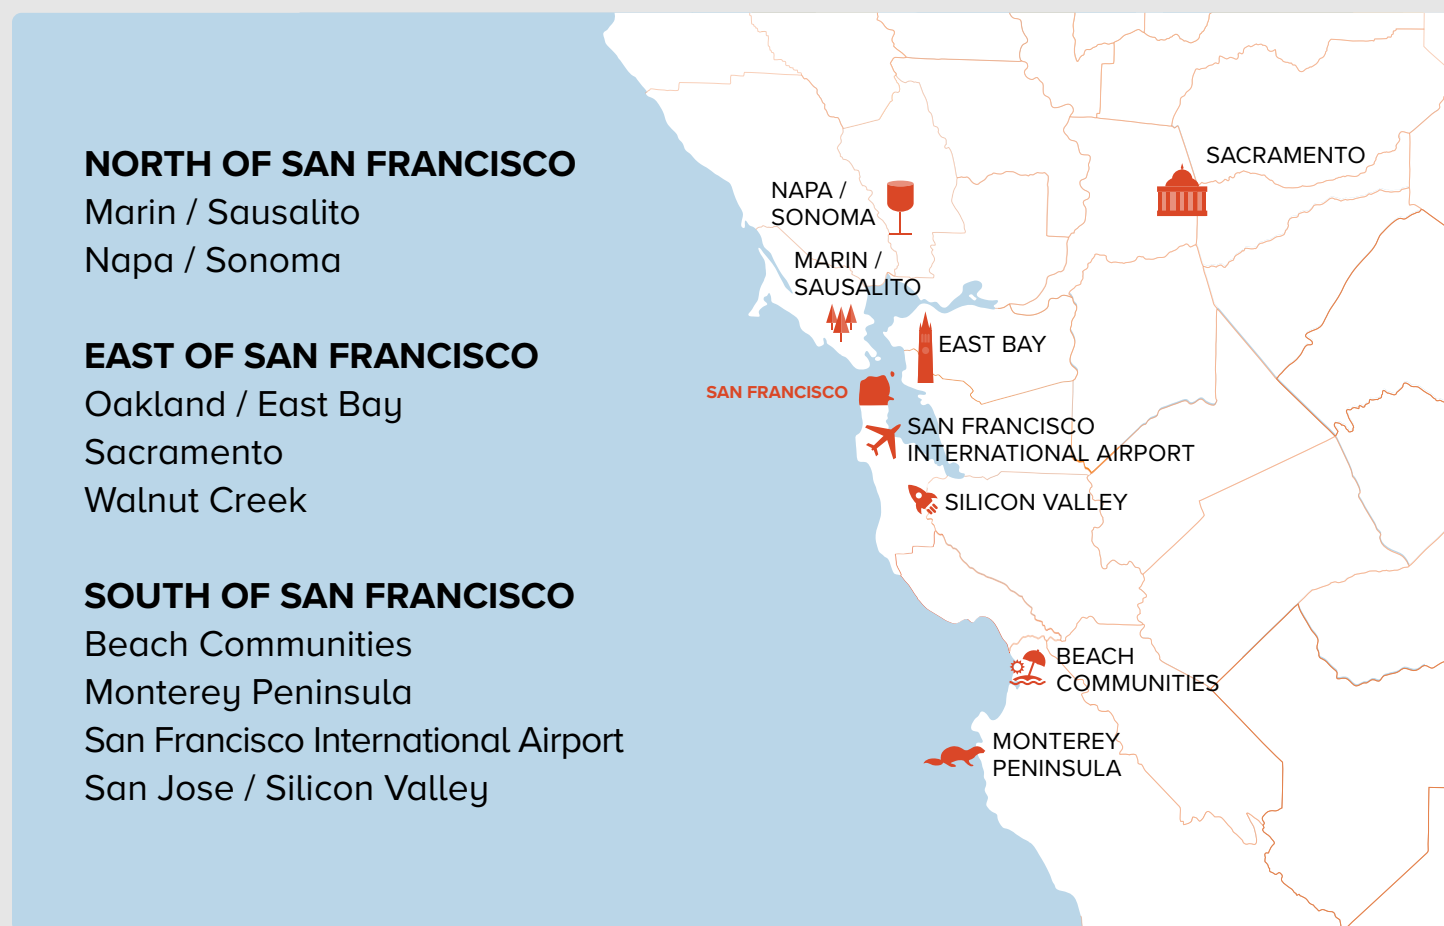 NORTH OF SAN FRANCISCO
Marin / Sausalito
Napa / Sonoma
EAST OF SAN FRANCISCO
Oakland / East Bay
Sacramento
Walnut Creek
SOUTH OF SAN FRANCISCO
Beach Communities
Monterey Peninsula
San Francisco International Airport
San Jose / Silicon Valley
SACRAMENTO
NAPA /
SONOMA
MARIN /
SAUSALITO
EAST BAY
SAN FRANCISCO
SAN FRANCISCO
INTERNATIONAL AIRPORT
SILICON VALLEY
BEACH
COMMUNITIES
MONTEREY
PENINSULA